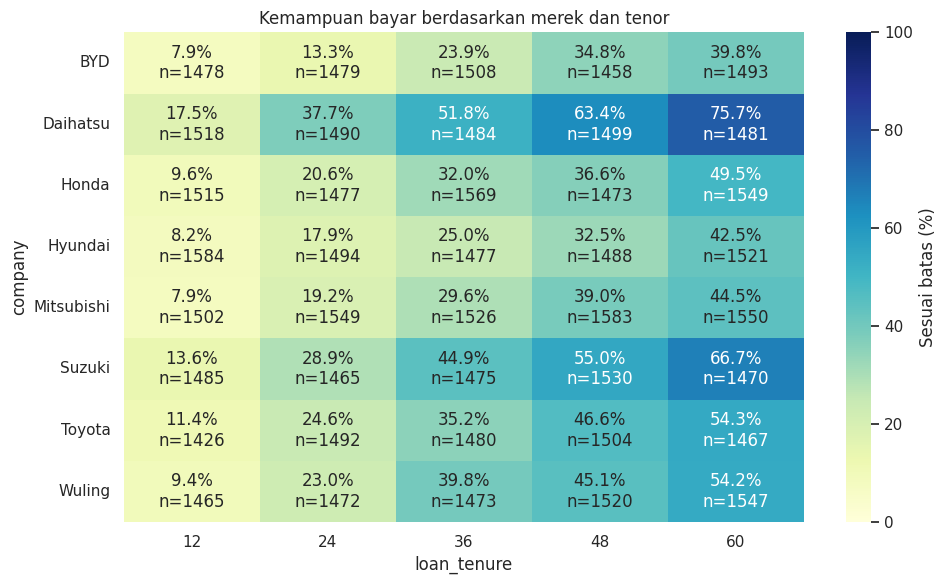 Kemampuan bayar berdasarkan merek dan tenor
company
BYD
7.9% 13.3% 23.9% 34.8% 39.8%
n=1478 n=1479 n=1508 n=1458 n=1493
Daihatsu
17.5% 37.7% 51.8% 63.4% 75.7%
n=1518 n=1490 n=1484 n=1499 n=1481
Honda
9.6% 20.6% 32.0% 36.6% 49.5%
n=1515 n=1477 n=1569 n=1473 n=1549
Hyundai
8.2% 17.9% 25.0% 32.5% 42.5%
n=1584 n=1494 n=1477 n=1488 n=1521
Mitsubishi
7.9% 19.2% 29.6% 39.0% 44.5%
n=1502 n=1549 n=1526 n=1583 n=1550
Suzuki
13.6% 28.9% 44.9% 55.0% 66.7%
n=1485 n=1465 n=1475 n=1530 n=1470
Toyota
11.4% 24.6% 35.2% 46.6% 54.3%
n=1426 n=1492 n=1480 n=1504 n=1467
Wuling
9.4% 23.0% 39.8% 45.1% 54.2%
n=1465 n=1472 n=1473 n=1520 n=1547
12 24 36 48 60
loan_tenure
100
80
60
40
20
0
Sesuai batas (%)